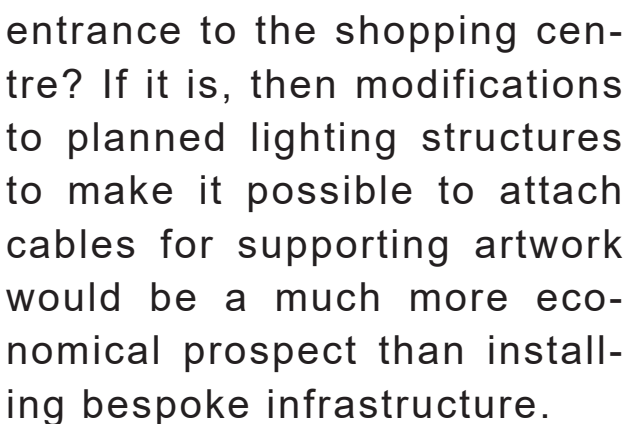 entrance to the shopping cen-
tre? If it is, then modifications
to planned lighting structures
to make it possible to attach
cables for supporting artwork
would be a much more eco-
nomical prospect than install-
ing bespoke infrastructure.